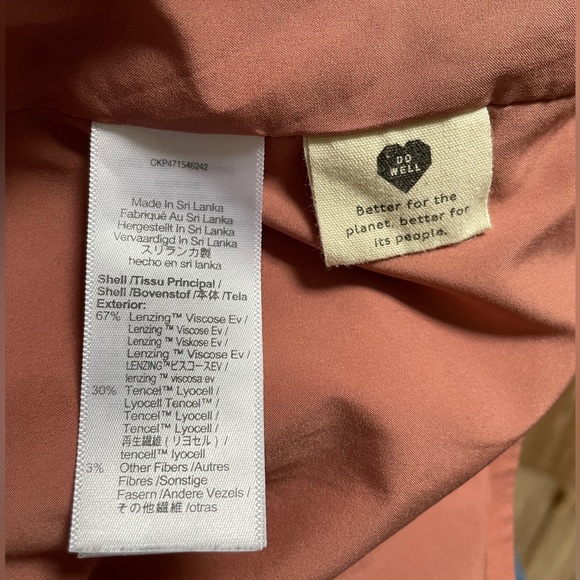 CKP471546242
Made In Sri Lanka
Fabriqué Au Sri Lanka
Hergestellt In Sri Lanka
Vervaardigd In Sri Lanka
スリランカ製
hecho en sri lanka
Shell /Tissu Principal /
Shell /Bovenstof /本体 /Tela
Exterior:
67% Lenzing™ Viscose Ev /
Lenzing ™ Viscose Ev /
Lenzing ™ Viskose Ev /
Lenzing ™ Viscose Ev /
LENZING™ビスコースEV /
lenzing ™ viscosa ev
30% Tencel™ Lyocell /
Lyocell Tencel™ /
Tencel™ Lyocell /
Tencel™ Lyocell /
再生繊維 ( リヨセル ) /
tencell™ lyocell
3% Other Fibers /Autres
Fibres /Sonstige
Fasern /Andere Vezels /
その他繊維 /otras
DO
WELL
Better for the
planet, better for
its people.